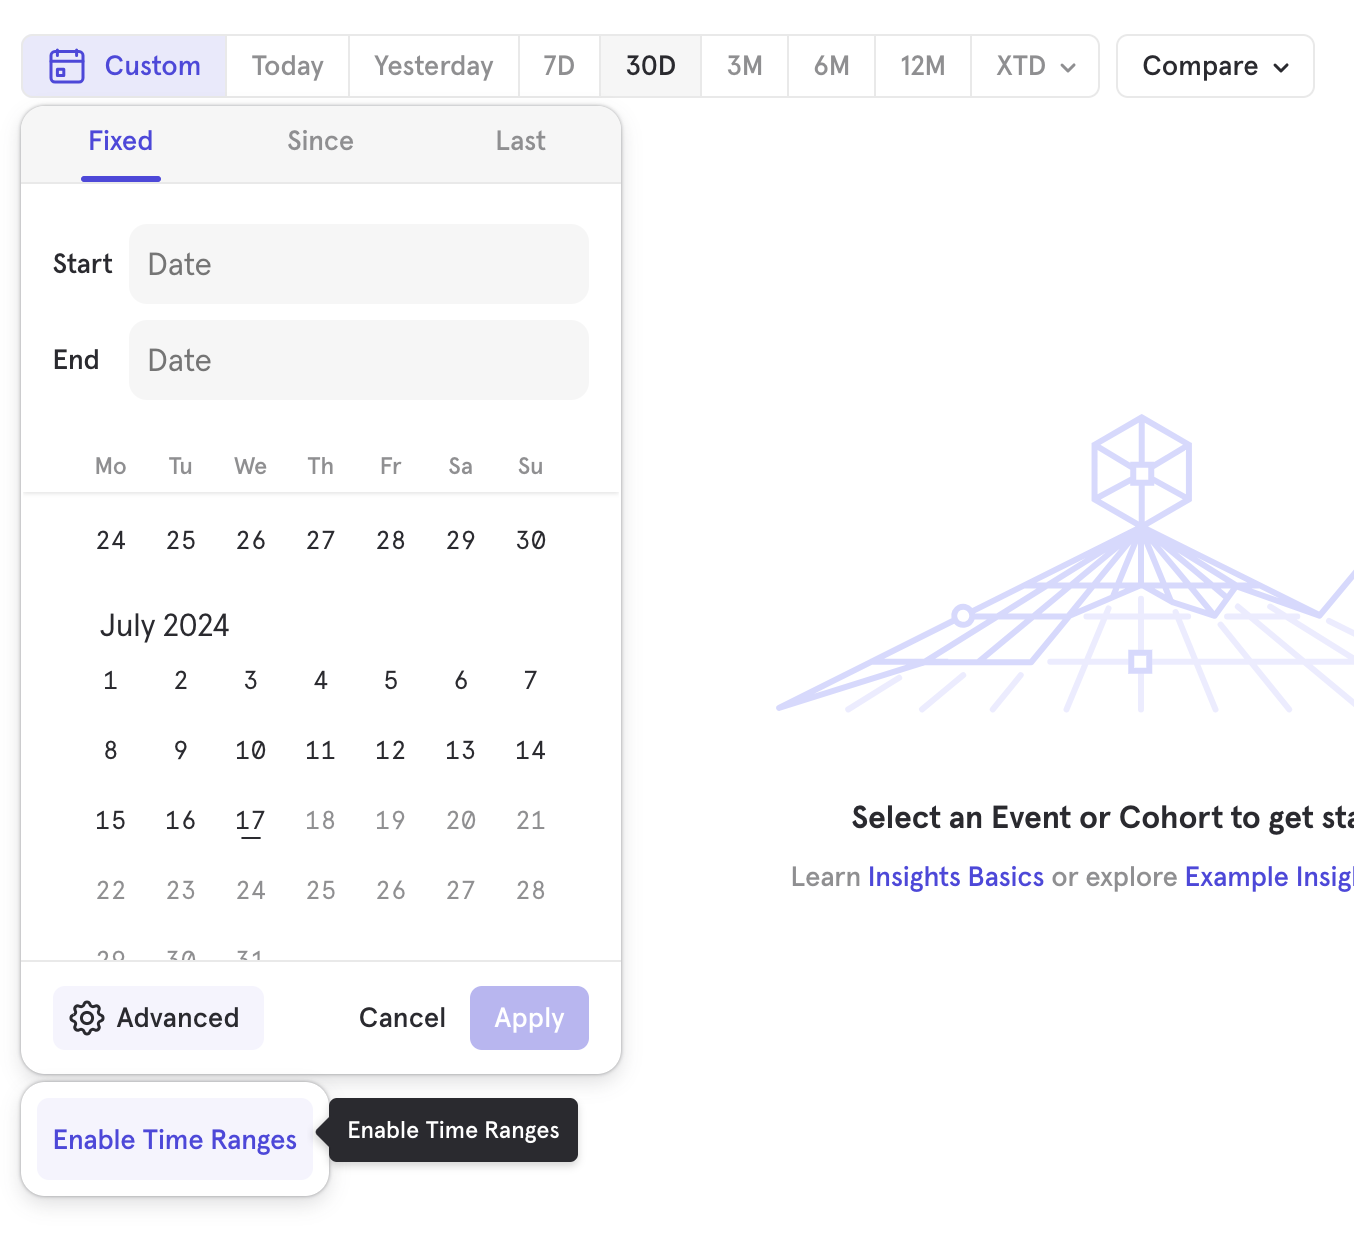 Custom Today Yesterday 7D 30D 3M 6M 12M XTD Compare
Fixed Since Last
Start Date
End Date
Mo Tu We Th Fr Sa Su
24 25 26 27 28 29 30
July 2024
1 2 3 4 5 6 7
8 9 10 11 12 13 14
15 16 17 18 19 20 21
22 23 24 25 26 27 28
29 30 31
Select an Event or Cohort to get sta
Learn Insights Basics or explore Example Insig
Advanced Cancel Apply
Enable Time Ranges
Enable Time Ranges